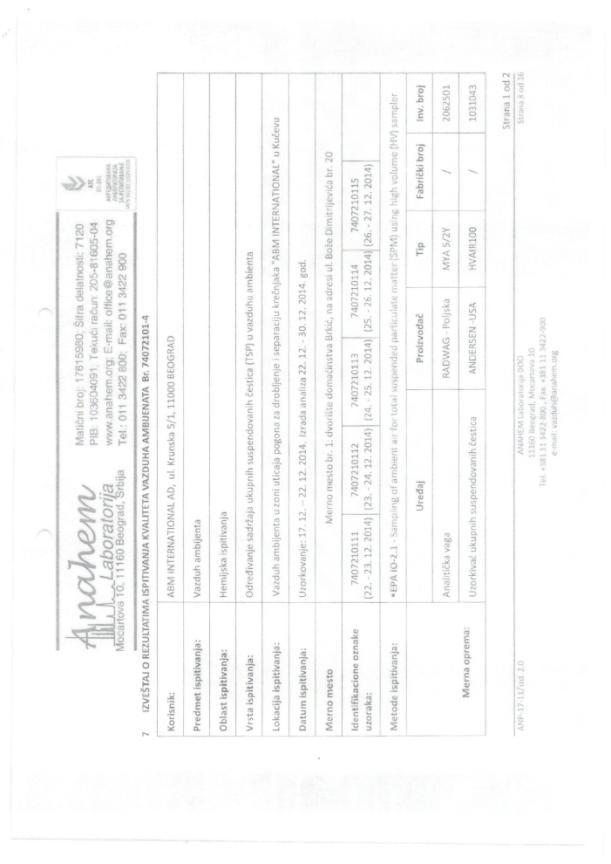 Anahem
Laboratorija
Mocartova 10, 11160 Beograd, Srbija
Matični broj: 17615980; Šifra delatnosti: 7120
PIB: 103604091; Tekući račun: 205-81605-04
www.anahem.org; E-mail: office@anahem.org
Tel.: 011 3422 800; Fax: 011 3422 900
ATC
АКРЕДИТОВАНА
ЛАБОРАТОРИЈА
ЗА ИСПИТИВАЊЕ
7 IZVEŠTAJ O REZULTATIMA ISPITIVANJA KVALITETA VAZDUHA AMBIJENATA Br. 74072101-4
Korisnik: ABM INTERNATIONAL AD, ul. Krunska 5/1, 11000 BEOGRAD
Predmet ispitivanja: Vazduh ambijenta
Oblast ispitivanja: Hemijska ispitivanja
Vrsta ispitivanja: Određivanje sadržaja ukupnih suspendovanih čestica (TSP) u vazduhu ambienta
Lokacija ispitivanja: Vazduh ambijenta u zoni uticaja pogona za drobljenje i separaciju krečnjaka "ABM INTERNATIONAL" u Kučevu
Datum ispitivanja: Uzorkovanje: 17. 12. – 22. 12. 2014. Izrada analiza 22. 12. - 30. 12. 2014. god.
Merno mesto Merno mesto br. 1. dvorište domaćinstva Brkić, na adresi ul. Bože Dimitrijevića br. 20
Identifikacione oznake 7407210111 7407210112 7407210113 7407210114 7407210115
uzoraka: (22. - 23. 12. 2014) (23. -24. 12. 2014) (24. - 25. 12. 2014) (25. - 26. 12. 2014) (26. - 27. 12. 2014)
Metode ispitivanja: *EPA IO-2.1 - Sampling of ambient air for total suspended particulate matter (SPM) using high volume (HV) sampler
Merna oprema: Uređaj Proizvođač Tip Fabrički broj Inv. broj
Analitička vaga RADWAG - Poljska MYA 5/2Y / 2062501
Uzorkivač ukupnih suspendovanih čestica ANDERSEN -USA HVAIR100 / 1031043
Strana 1 od 2
ANP-17-11/izd. 2.0
ANAHEM Laboratorija DOO
Strana 8 od 16
11160 Beograd, Mocartova 10
Tel. +381 11 3422-800 , Fax. +381 11 3422-900
e-mail: vazduh@anahem.org